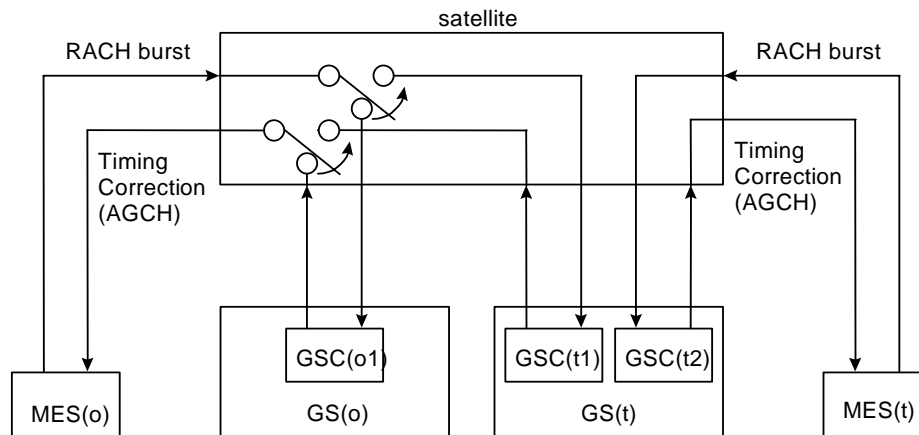 satellite
RACH burst
RACH burst
Timing
Correction
(AGCH)
Timing
Correction
(AGCH)
GSC(o1)
GSC(t1)
GSC(t2)
MES(o)
GS(o)
GS(t)
MES(t)